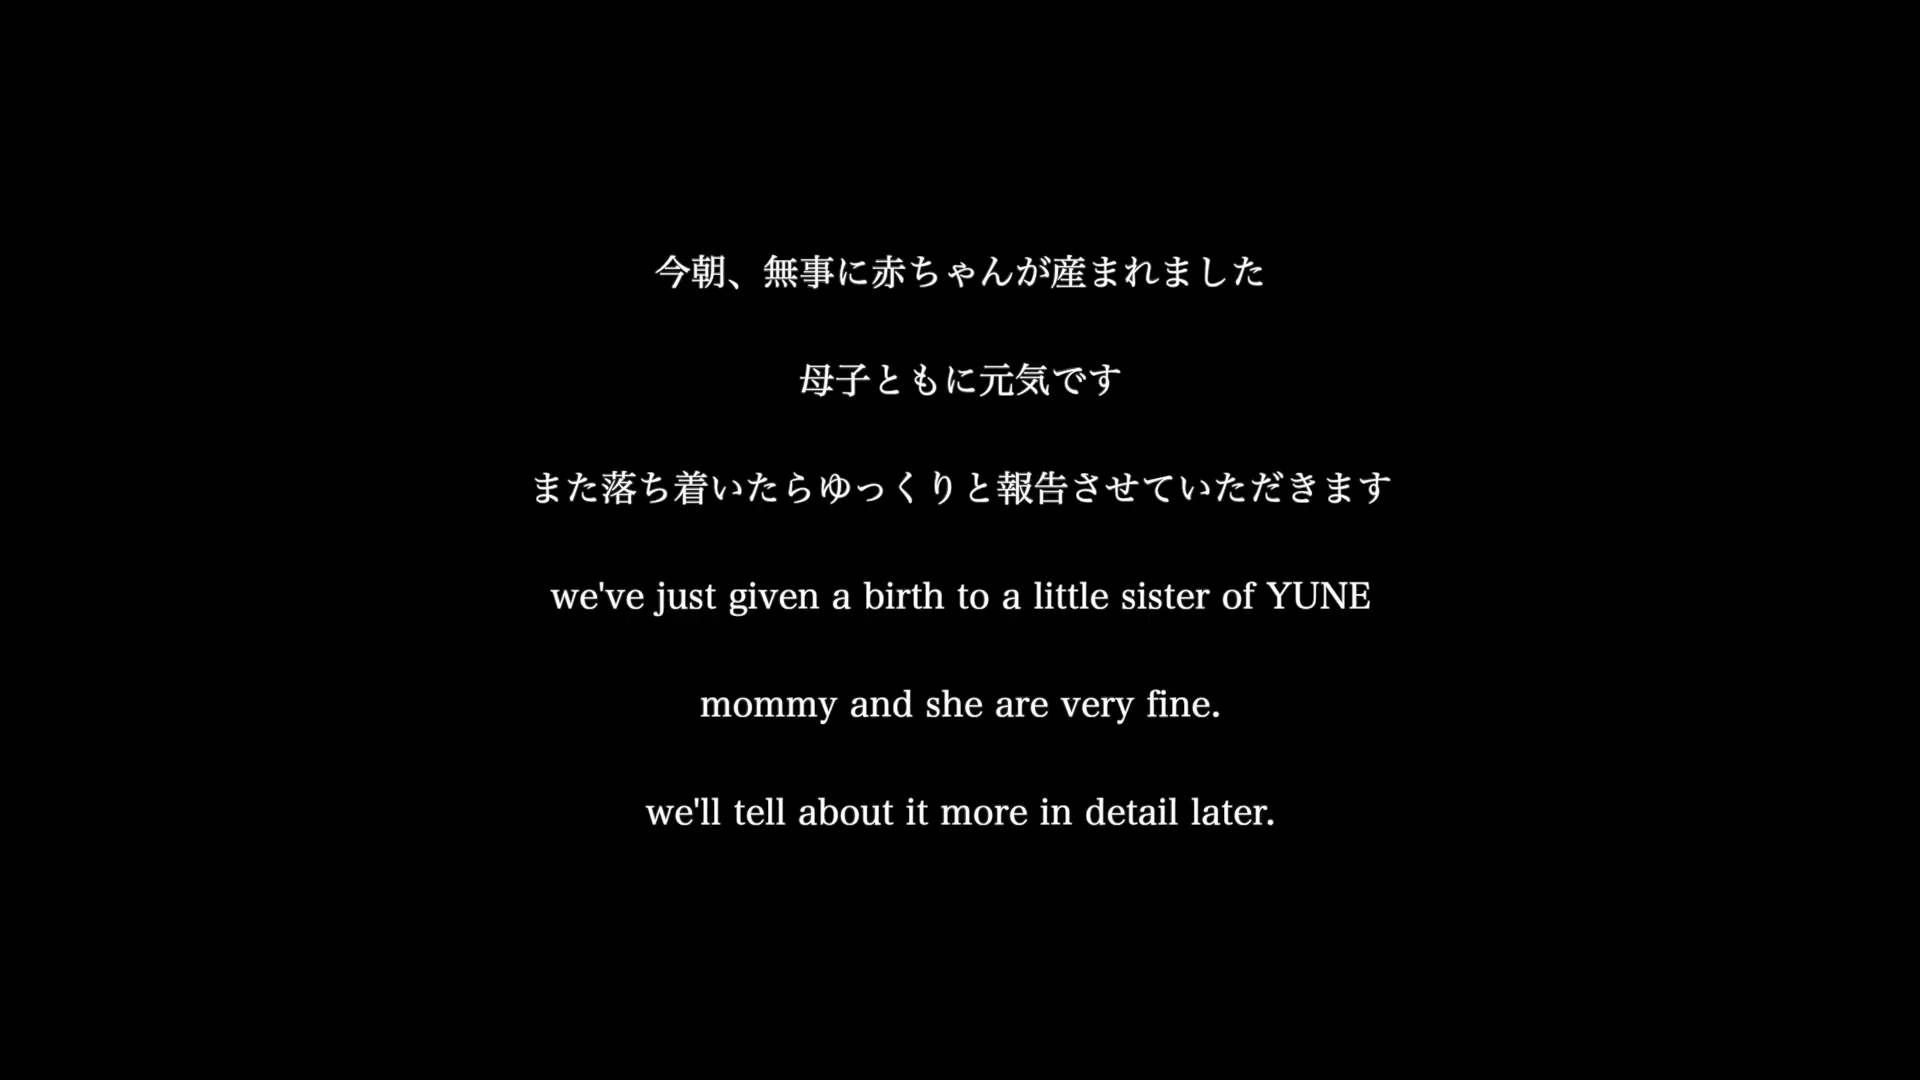 今朝、無事に赤ちゃんが産まれました
母子ともに元気です
また落ち着いたらゆっくりと報告させていただきます
we've just given a birth to a little sister of YUNE
mommy and she are very fine.
we'll tell about it more in detail later.